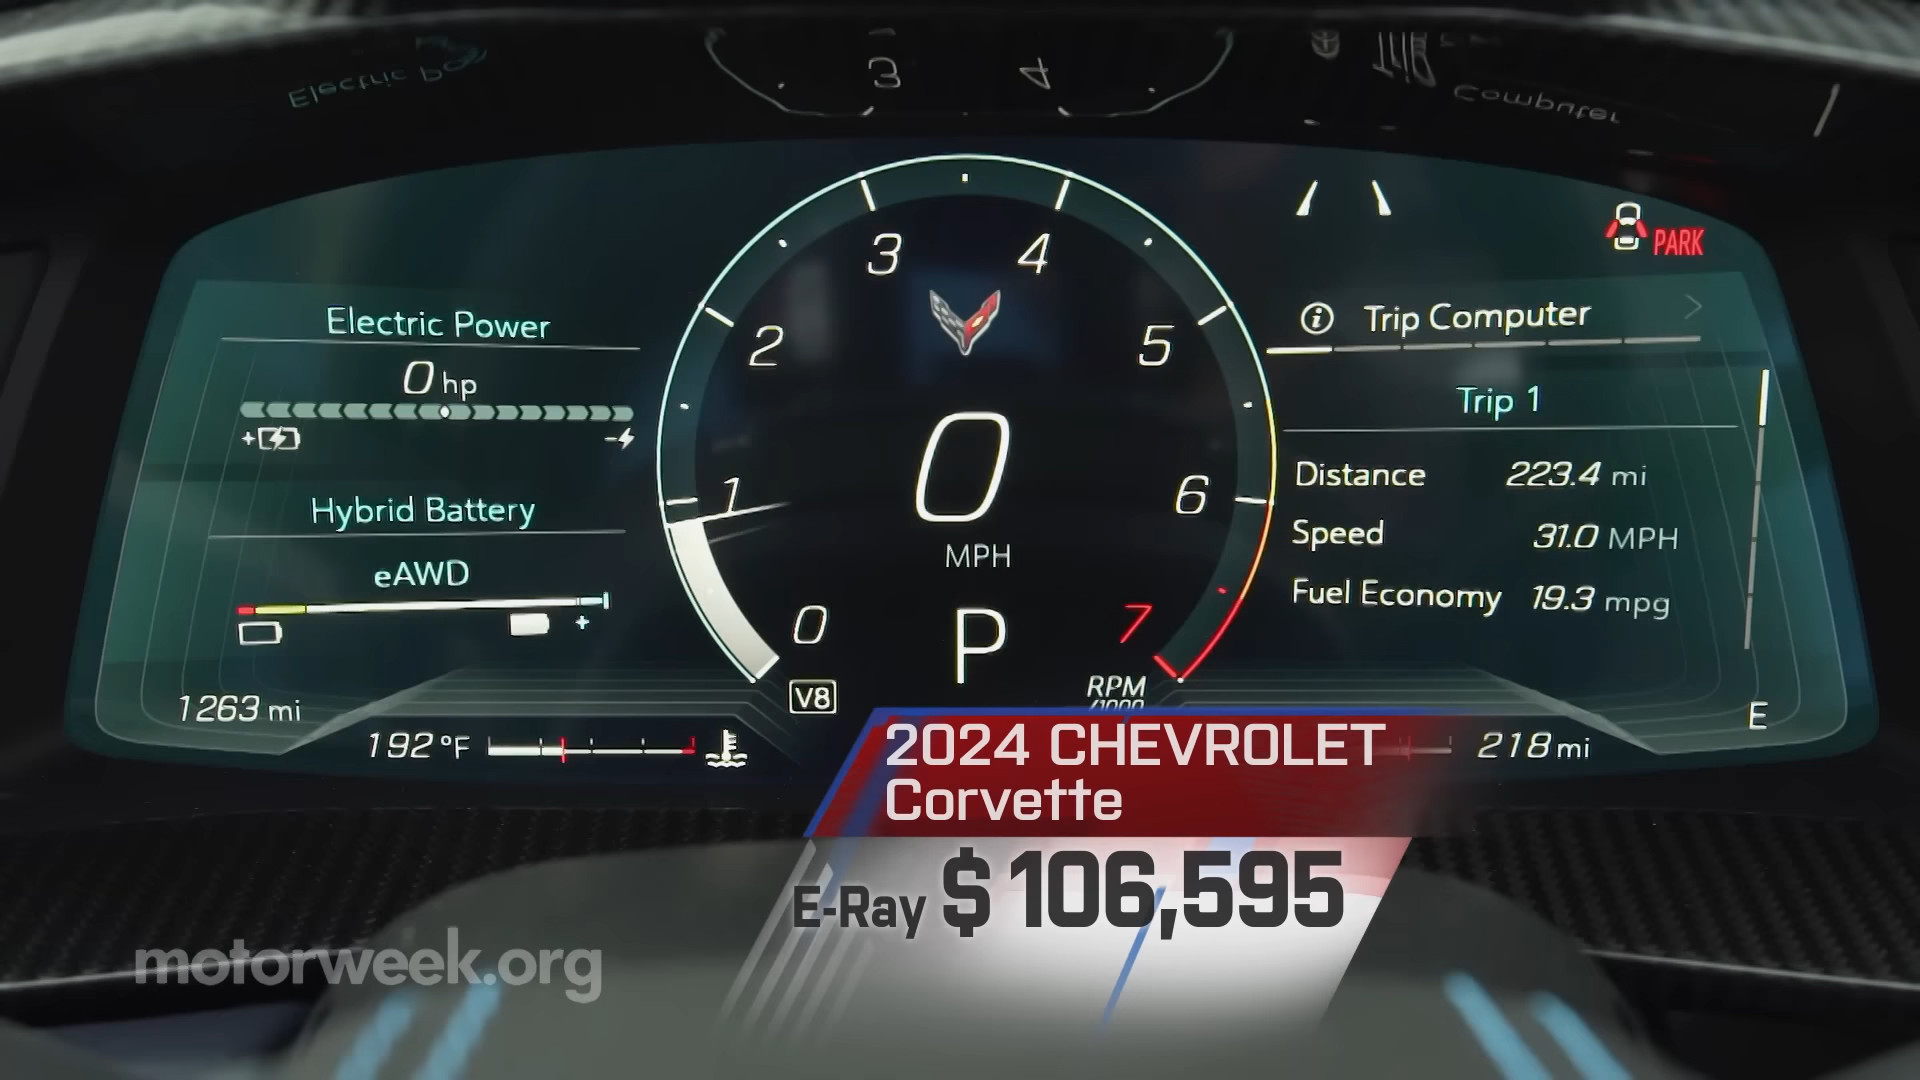 3
4
PARK
Electric Power
0 hp
Hybrid Battery
eAWD
1263 mi
192 °F
0
1
2
3
4
5
6
7
RPM
0
MPH
P
V8
Trip Computer
Trip 1
Distance 223.4 mi
Speed 31.0 MPH
Fuel Economy 19.3 mpg
E
218 mi
2024 CHEVROLET
Corvette
E-Ray $106,595
motorweek.org